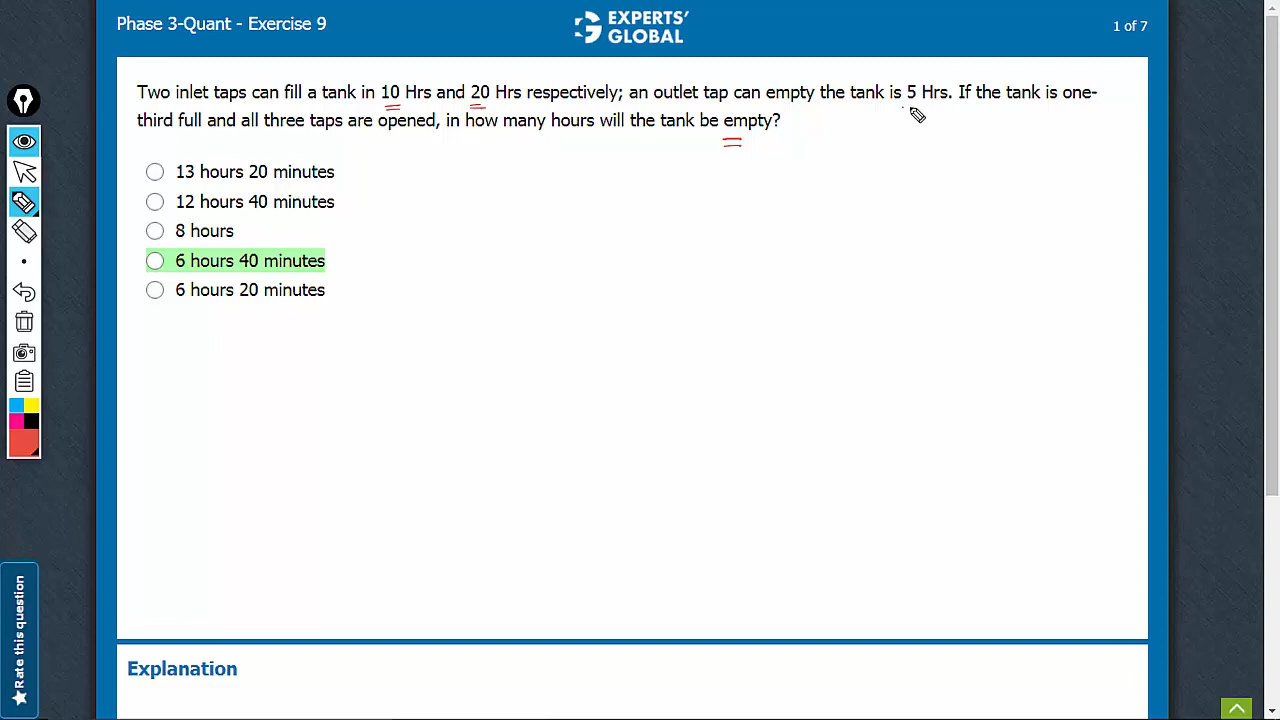 Phase 3-Quant - Exercise 9
EXPERTS'
GLOBAL
1 of 7
Two inlet taps can fill a tank in 10 Hrs and 20 Hrs respectively; an outlet tap can empty the tank is 5 Hrs. If the tank is one-
third full and all three taps are opened, in how many hours will the tank be empty?
13 hours 20 minutes
12 hours 40 minutes
8 hours
6 hours 40 minutes
6 hours 20 minutes
Rate this question
Explanation